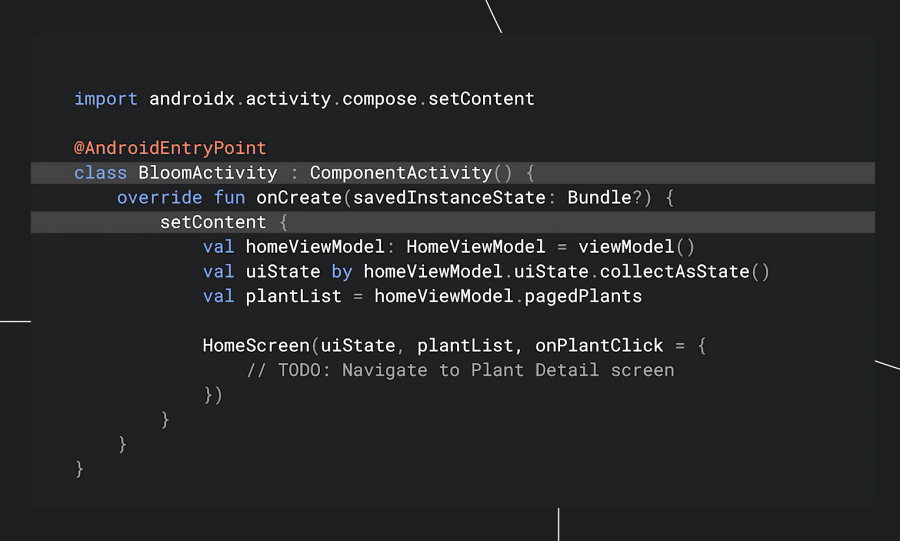 import androidx.activity.compose.setContent
@AndroidEntryPoint
class BloomActivity : ComponentActivity() {
    override fun onCreate(savedInstanceState: Bundle?) {
        setContent {
            val homeViewModel: HomeViewModel = viewModel()
            val uiState by homeViewModel.uiState.collectAsState()
            val plantList = homeViewModel.pagedPlants
            HomeScreen(uiState, plantList, onPlantClick = {
                // TODO: Navigate to Plant Detail screen
            })
        }
    }
}